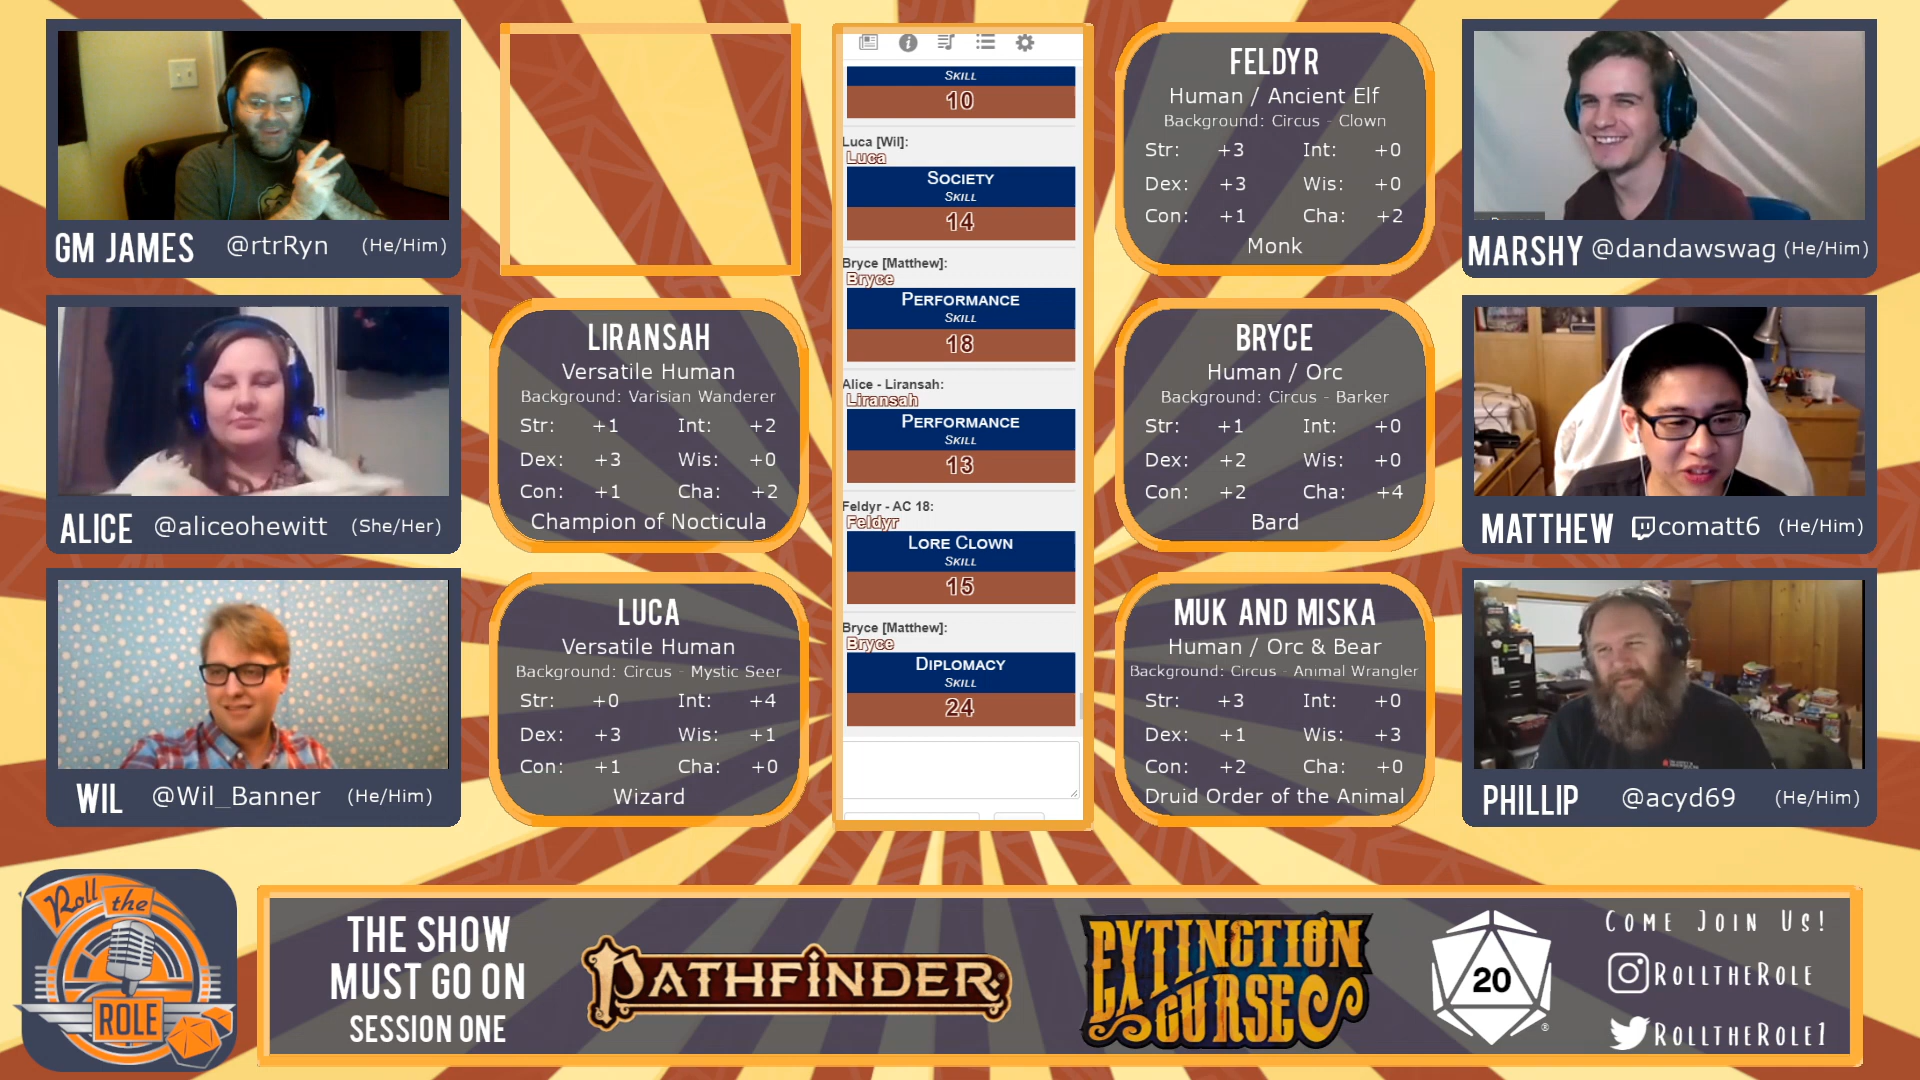 GM JAMES @rtrRyn (He/Him)
ALICE @aliceohewitt (She/Her)
WIL @Wil_Banner (He/Him)
LIRANSAH
Versatile Human
Background: Varisian Wanderer
Str: +1 Int: +2
Dex: +3 Wis: +0
Con: +1 Cha: +2
Champion of Nocticula
LUCA
Versatile Human
Background: Circus - Mystic Seer
Str: +0 Int: +4
Dex: +3 Wis: +1
Con: +1 Cha: +0
Wizard
SKILL
10
Luca [Wil]:
Luca
SOCIETY
SKILL
14
Bryce [Matthew]:
Bryce
PERFORMANCE
SKILL
18
Alice - Liransah:
Liransah
PERFORMANCE
SKILL
13
Feldyr - AC 18:
Feldyr
LORE CLOWN
SKILL
15
Bryce [Matthew]:
Bryce
DIPLOMACY
SKILL
24
FELDYR
Human / Ancient Elf
Background: Circus - Clown
Str: +3 Int: +0
Dex: +3 Wis: +0
Con: +1 Cha: +2
Monk
BRYCE
Human / Orc
Background: Circus - Barker
Str: +1 Int: +0
Dex: +2 Wis: +0
Con: +2 Cha: +4
Bard
MUK AND MISKA
Human / Orc & Bear
Background: Circus - Animal Wrangler
Str: +3 Int: +0
Dex: +1 Wis: +3
Con: +2 Cha: +0
Druid Order of the Animal
MARSHY @dandawswag (He/Him)
MATTHEW comatt6 (He/Him)
PHILLIP @acyd69 (He/Him)
Roll the
ROLE
THE SHOW
MUST GO ON
SESSION ONE
PATHFINDER
EXTINCTION
CURSE
20
COME JOIN US!
ROLLTHEROLE
ROLLTHEROLE1